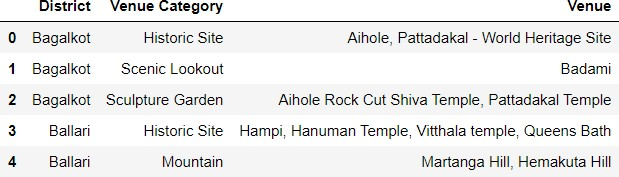 District Venue Category Venue
0 Bagalkot Historic Site Aihole, Pattadakal - World Heritage Site
1 Bagalkot Scenic Lookout Badami
2 Bagalkot Sculpture Garden Aihole Rock Cut Shiva Temple, Pattadakal Temple
3 Ballari Historic Site Hampi, Hanuman Temple, Vitthala temple, Queens Bath
4 Ballari Mountain Martanga Hill, Hemakuta Hill